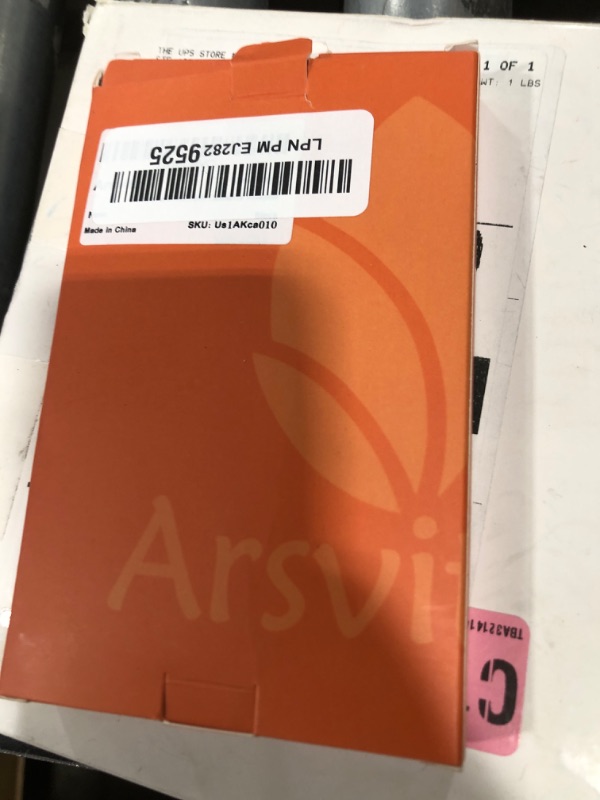 THE UPS STORE
1 OF 1
WT: 1 LBS
LPN PM EJ282 9525
Made in China
SKU: Us1AKca010
Arsvi
TBA32141